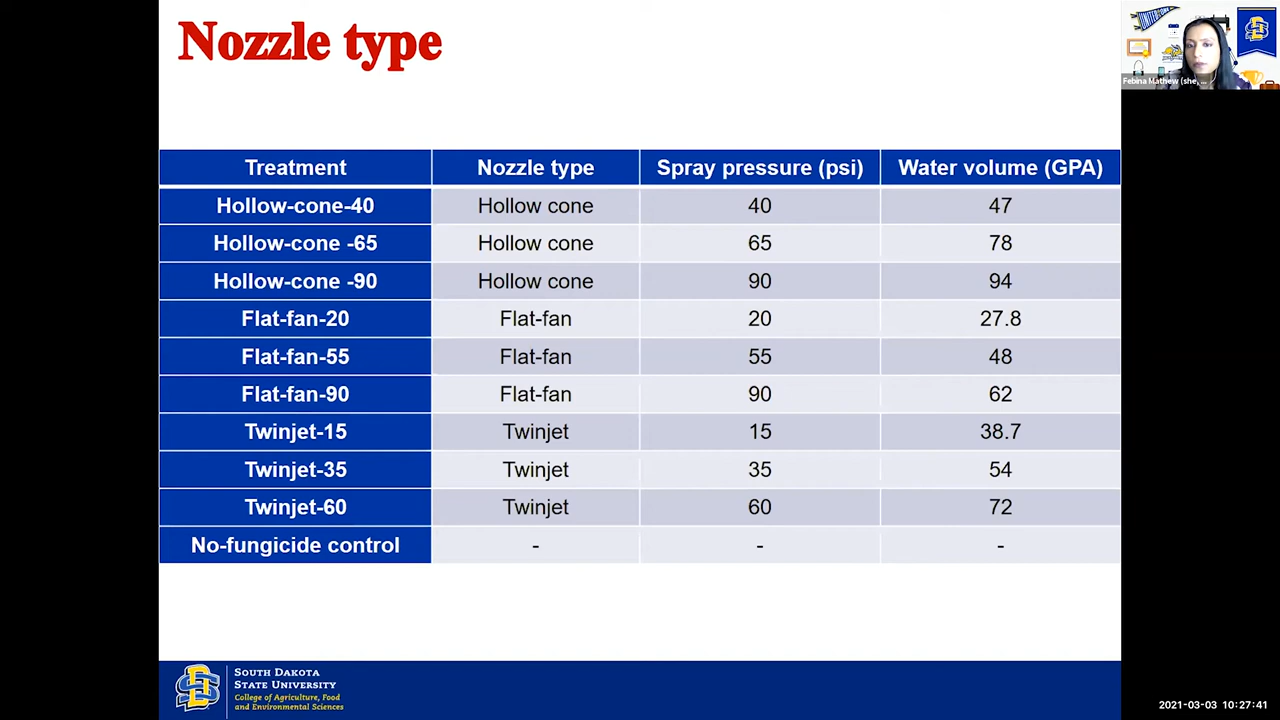 Nozzle type
Febina Mathew (she, ...
Treatment Nozzle type Spray pressure (psi) Water volume (GPA)
Hollow-cone-40 Hollow cone 40 47
Hollow-cone -65 Hollow cone 65 78
Hollow-cone -90 Hollow cone 90 94
Flat-fan-20 Flat-fan 20 27.8
Flat-fan-55 Flat-fan 55 48
Flat-fan-90 Flat-fan 90 62
Twinjet-15 Twinjet 15 38.7
Twinjet-35 Twinjet 35 54
Twinjet-60 Twinjet 60 72
No-fungicide control - - -
SOUTH DAKOTA
STATE UNIVERSITY
College of Agriculture, Food
and Environmental Sciences
2021-03-03 10:27:41